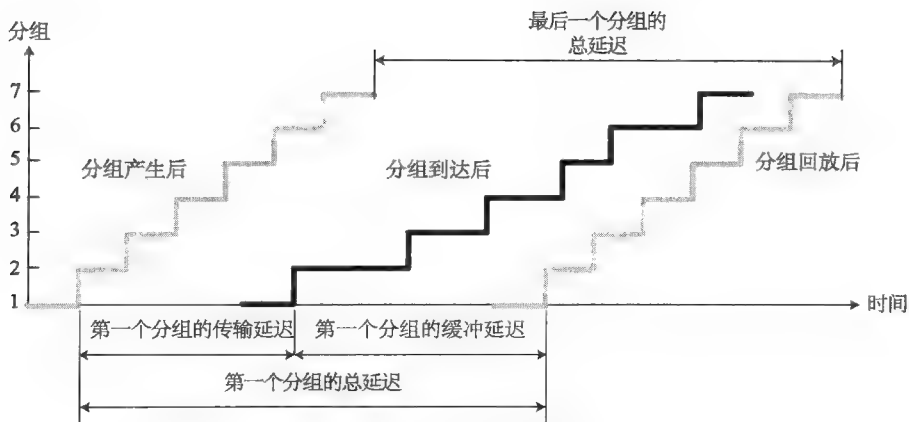 最后一个分组的
总延迟
分组
7
6
5
4
3
2
1
分组产生后
分组到达后
分组回放后
时间
第一个分组的传输延迟
第一个分组的缓冲延迟
第一个分组的总延迟